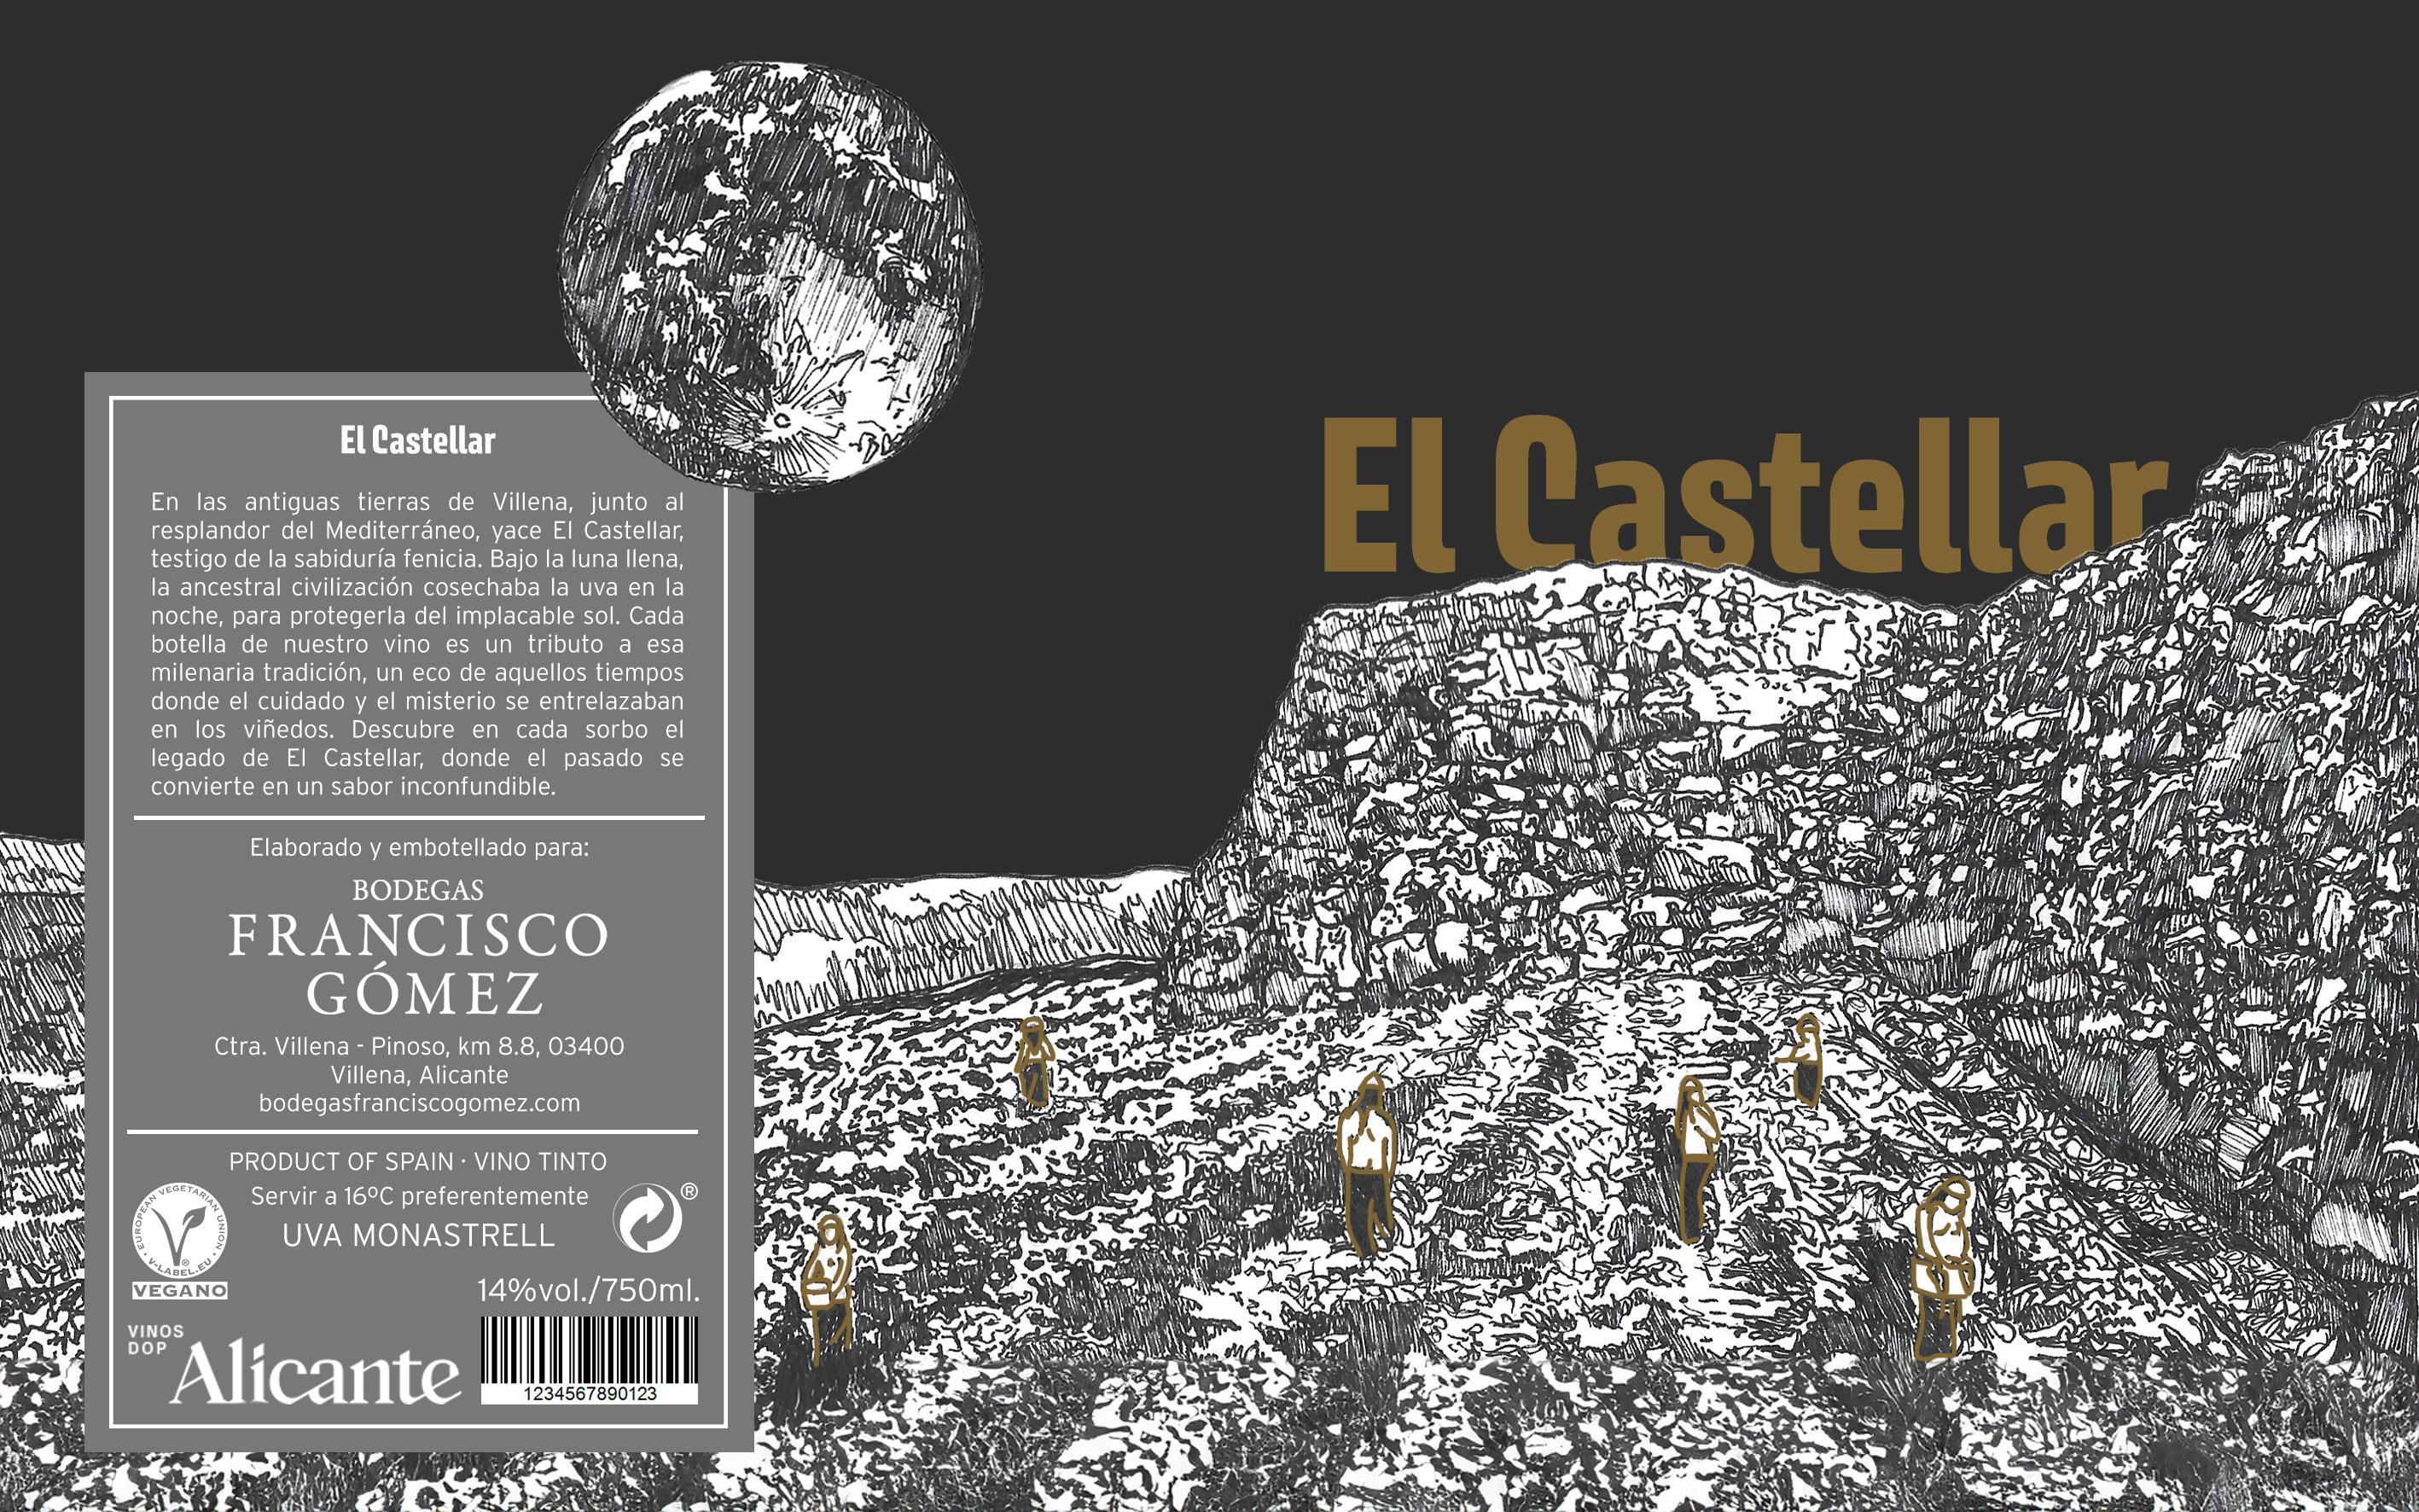 El Castellar
El Castellar
En las antiguas tierras de Villena, junto al
resplandor del Mediterráneo, yace El Castellar,
testigo de la sabiduría fenicia. Bajo la luna llena,
la ancestral civilización cosechaba la uva en la
noche, para protegerla del implacable sol. Cada
botella de nuestro vino es un tributo a esa
milenaria tradición, un eco de aquellos tiempos
donde el cuidado y el misterio se entrelazaban
en los viñedos. Descubre en cada sorbo el
legado de El Castellar, donde el pasado se
convierte en un sabor inconfundible.
Elaborado y embotellado para:
BODEGAS
FRANCISCO
GÓMEZ
Ctra. Villena - Pinoso, km 8.8, 03400
Villena, Alicante
bodegasfranciscogomez.com
PRODUCT OF SPAIN · VINO TINTO
Servir a 16ºC preferentemente
UVA MONASTRELL
®
EUROPEAN VEGETARIAN UNION · V-LABEL.EU ·
®
VEGANO
14%vol./750ml.
VINOS
DOP
Alicante
1234567890123